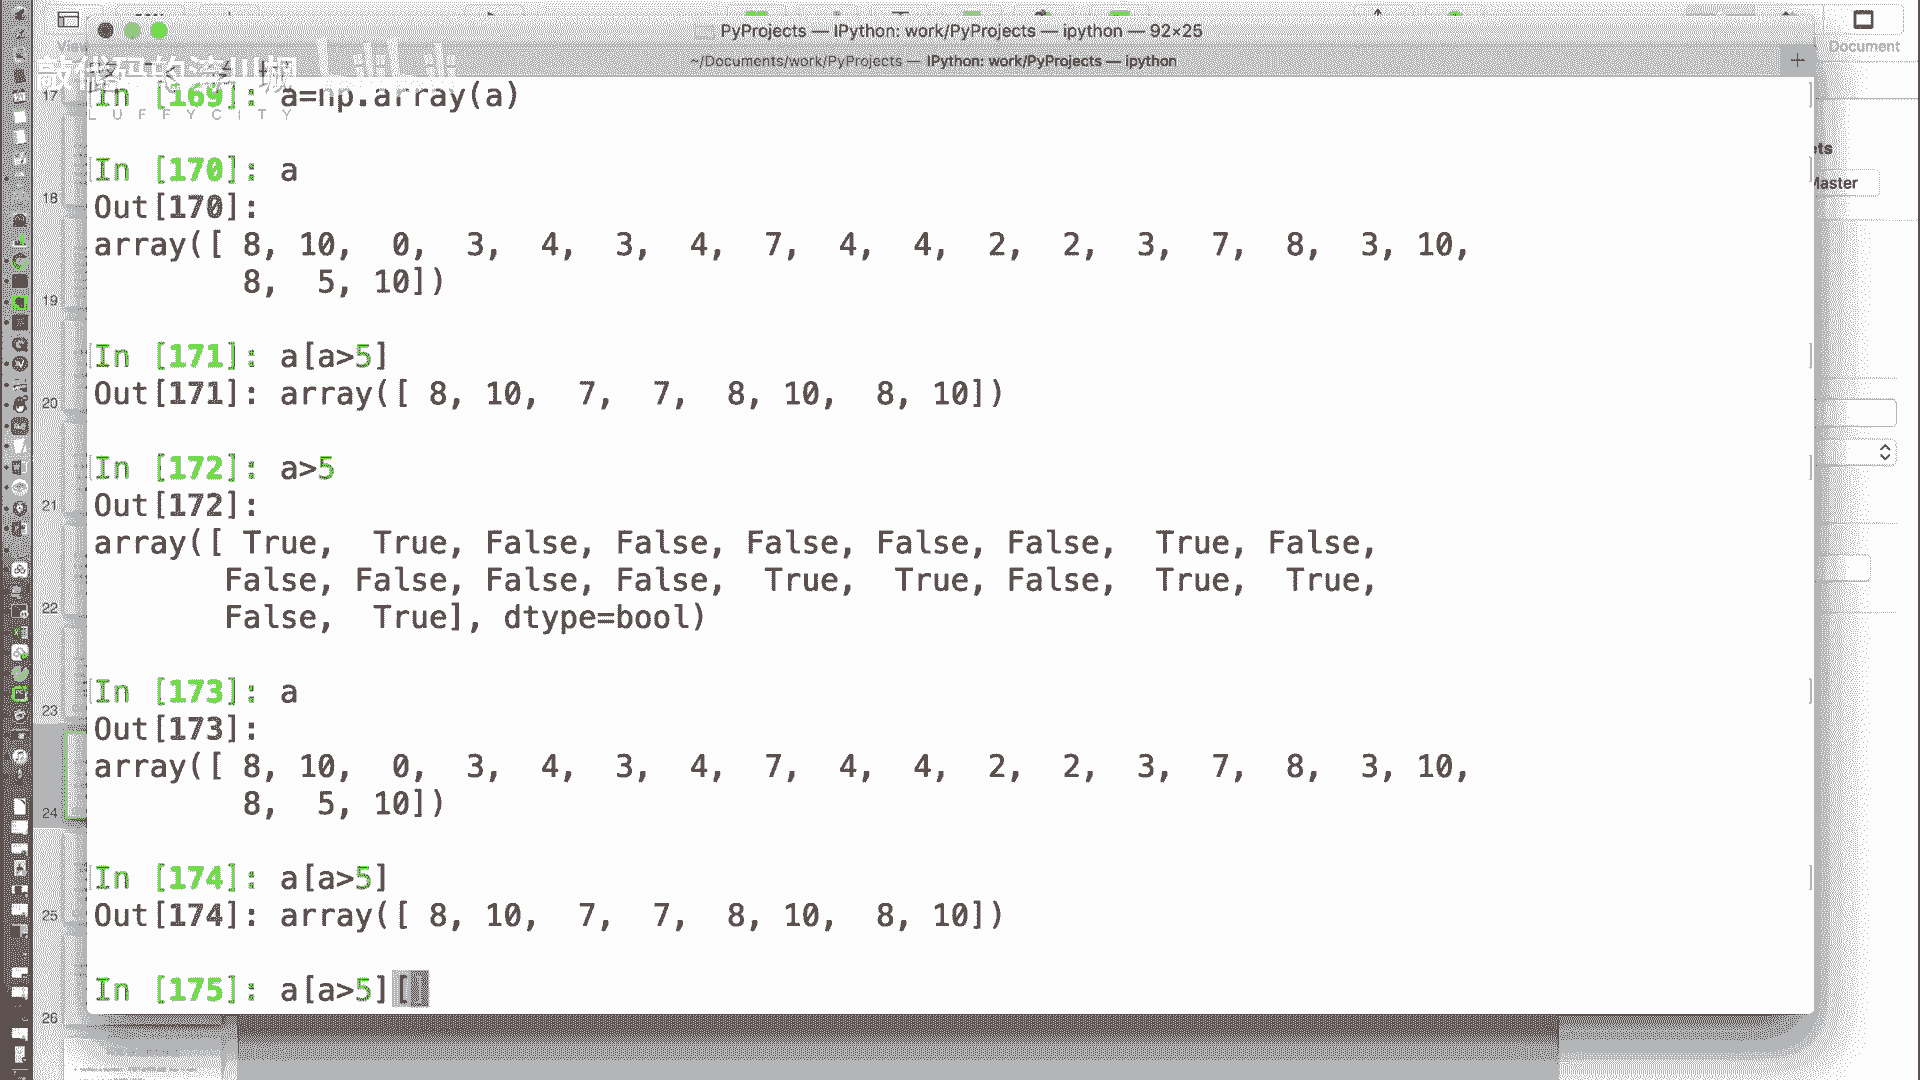 PyProjects — IPython: work/PyProjects — ipython — 92×25
Document
~/Documents/work/PyProjects — IPython: work/PyProjects — ipython
LUFFYCITY
In [169]: a=np.array(a)
In [170]: a
Out[170]:
array([ 8, 10,  0,  3,  4,  3,  4,  7,  4,  4,  2,  2,  3,  7,  8,  3, 10,
        8,  5, 10])
In [171]: a[a>5]
Out[171]: array([ 8, 10,  7,  7,  8, 10,  8, 10])
In [172]: a>5
Out[172]:
array([ True,  True, False, False, False, False, False,  True, False,
       False, False, False, False,  True,  True, False,  True,  True,
       False,  True], dtype=bool)
In [173]: a
Out[173]:
array([ 8, 10,  0,  3,  4,  3,  4,  7,  4,  4,  2,  2,  3,  7,  8,  3, 10,
        8,  5, 10])
In [174]: a[a>5]
Out[174]: array([ 8, 10,  7,  7,  8, 10,  8, 10])
In [175]: a[a>5][]
17
18
19
20
21
22
23
24
25
26
Master